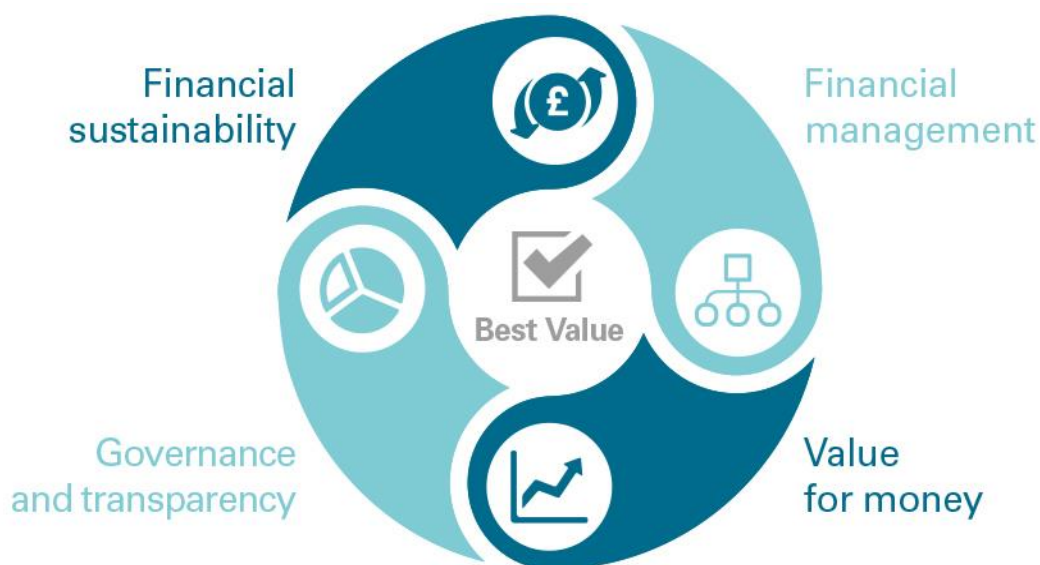 Financial
sustainability
Financial
management
£
Best Value
Governance
and transparency
Value
for money